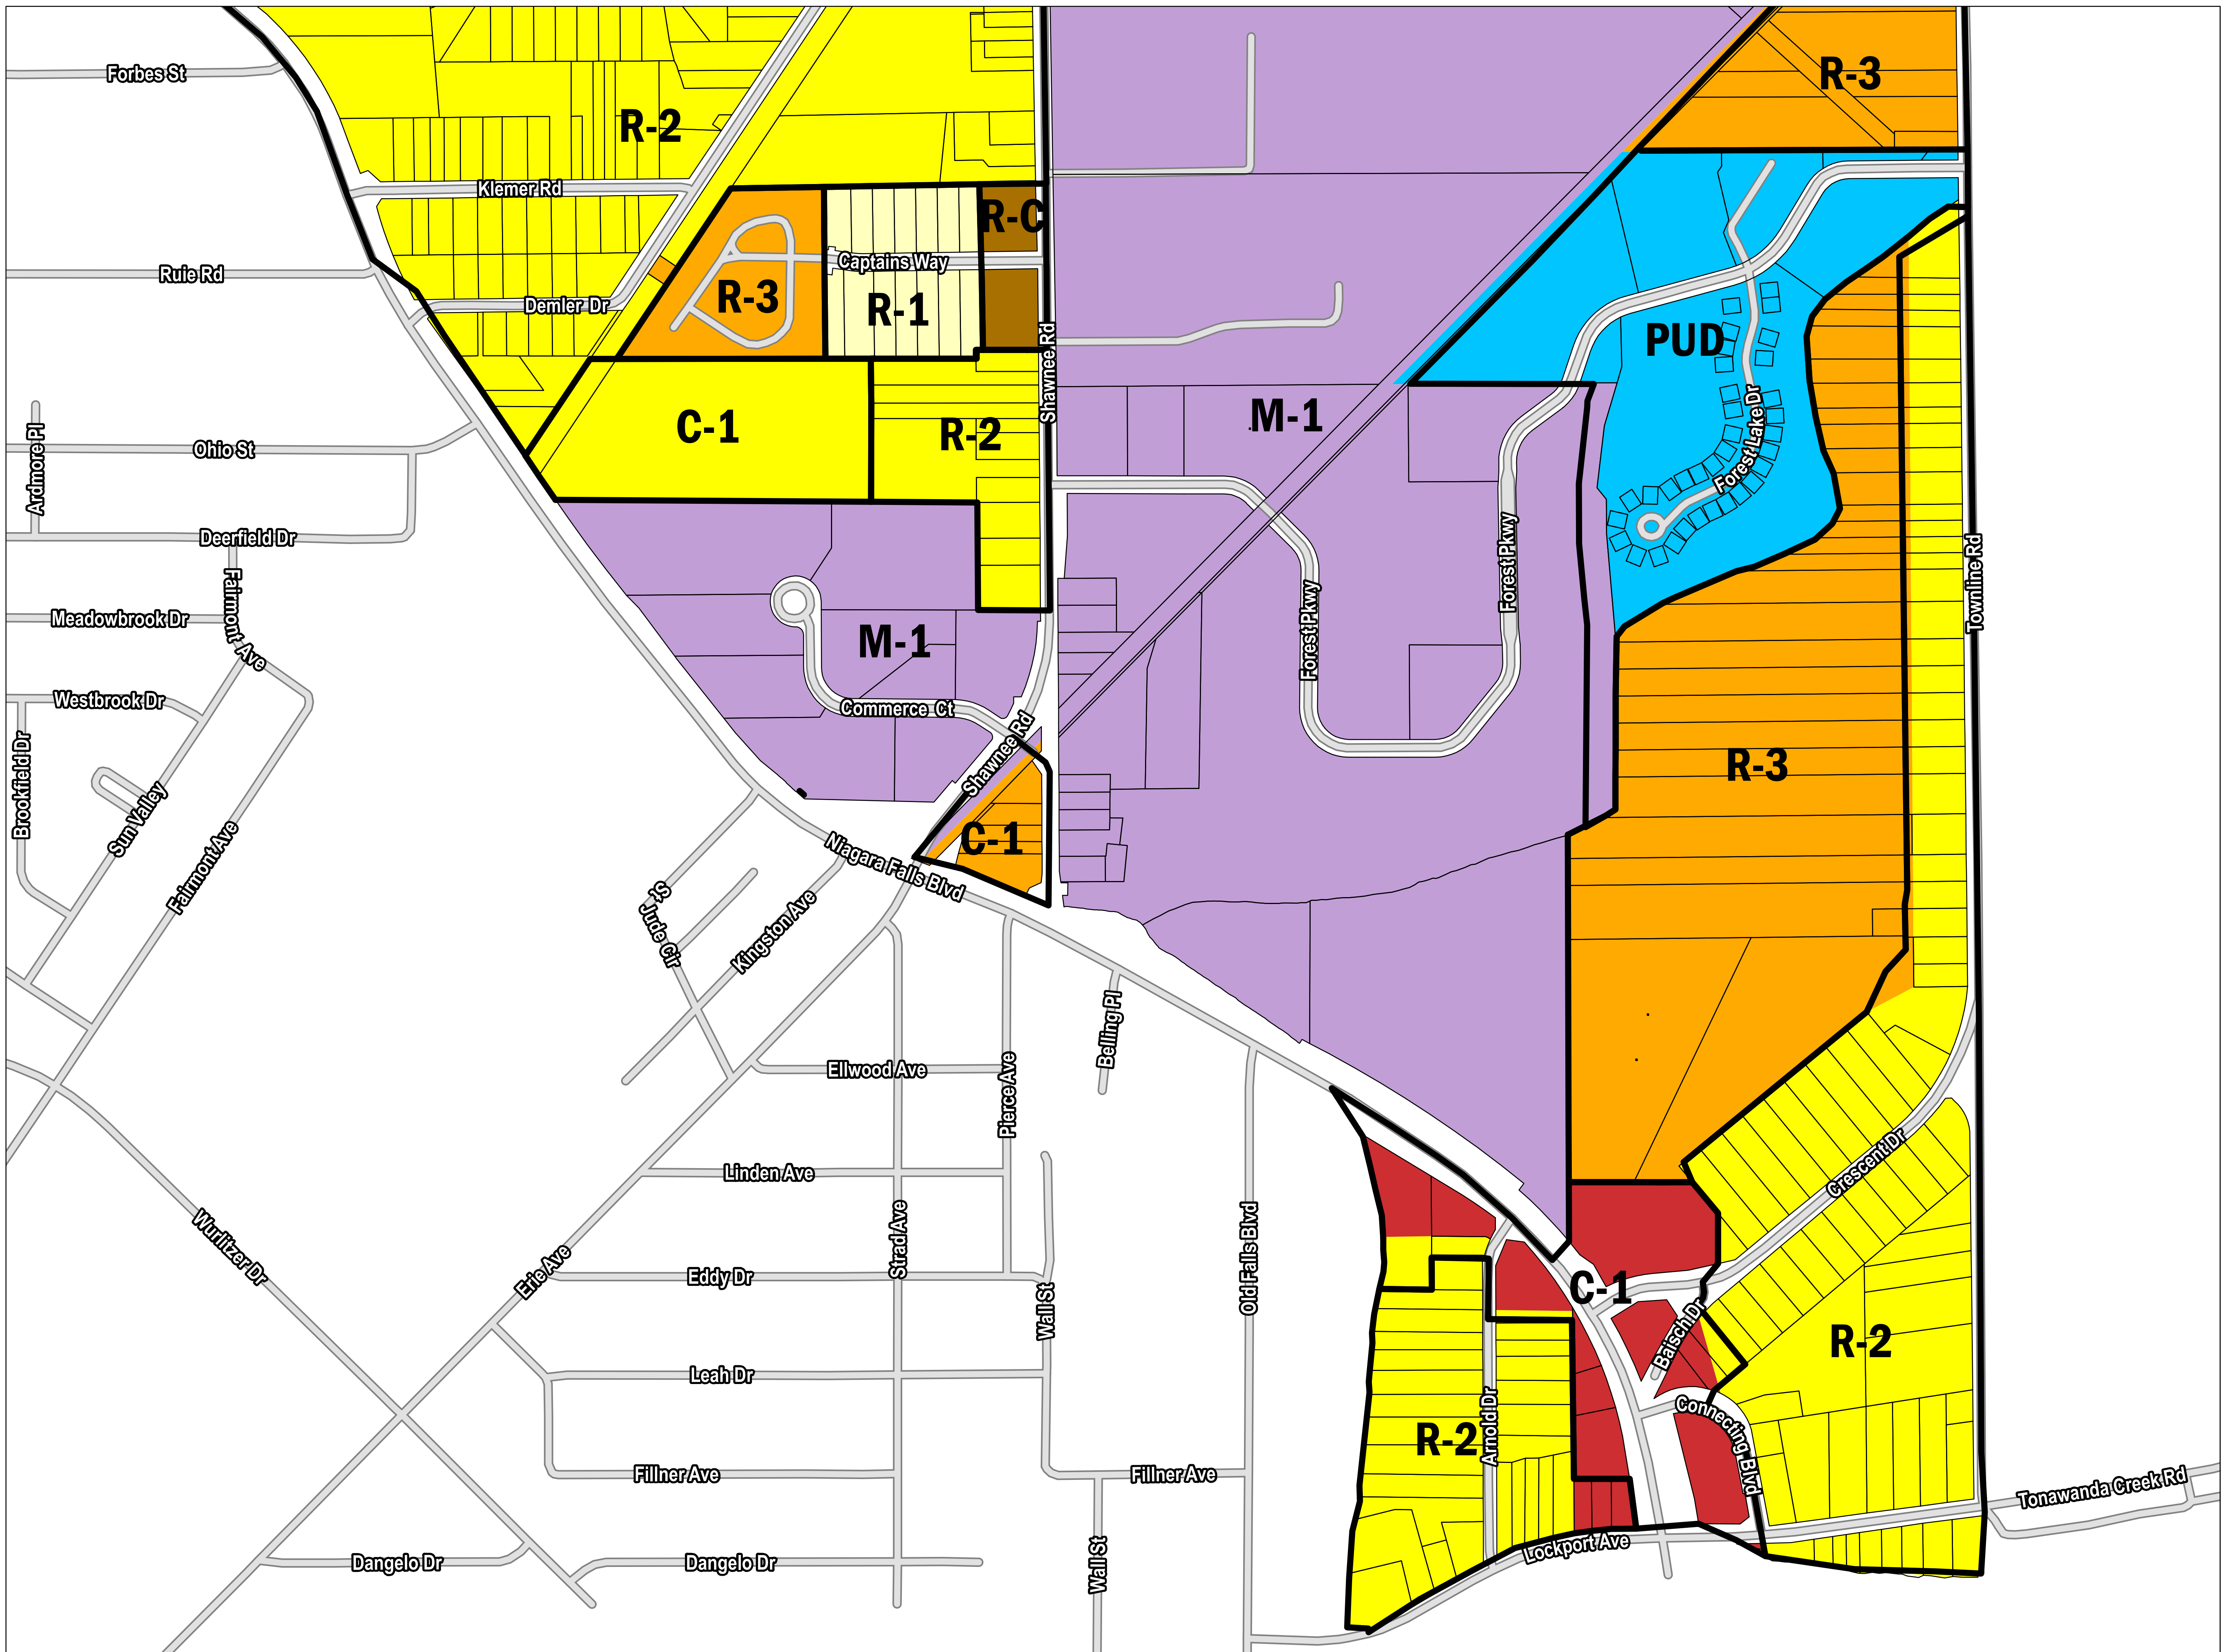 Forbes St
R-3
R-2
Klemer Rd
R-C
Captains Way
Ruie Rd
R-3
R-1
Demler Dr
PUD
Shawnee Rd
M-1
C-1
R-2
Ohio St
Ardmore Pl
Forest Lake Dr
Deerfield Dr
Forest Pkwy
Townline Rd
Fairmont Ave
Meadowbrook Dr
Forest Pkwy
M-1
Westbrook Dr
Commerce Ct
Shawnee Rd
R-3
Brookfield Dr
Sun Valley
C-1
Fairmont Ave
Niagara Falls Blvd
St Jude Cir
Kingston Ave
Belling Pl
Ellwood Ave
Pierce Ave
Crescent Dr
Linden Ave
Wurlitzer Dr
Strad Ave
Old Falls Blvd
Erie Ave
Eddy Dr
Wall St
C-1
Baisch Dr
R-2
Leah Dr
Arnold Dr
R-2
Connecting Blvd
Fillner Ave
Fillner Ave
Tonawanda Creek Rd
Lockport Ave
Dangelo Dr
Dangelo Dr
Wall St